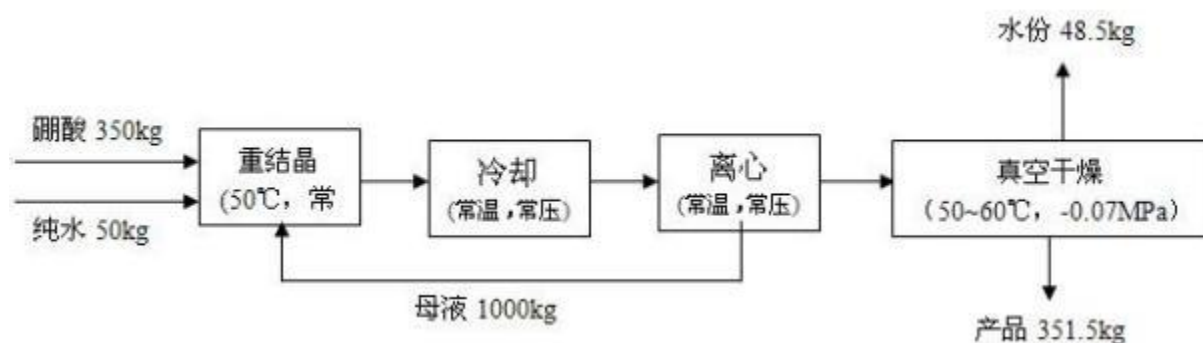 水份 48.5kg
硼酸 350kg
纯水 50kg
重结晶
(50℃，常
冷却
(常温,常压)
离心
(常温,常压)
真空干燥
（50~60℃，-0.07MPa）
母液 1000kg
产品 351.5kg